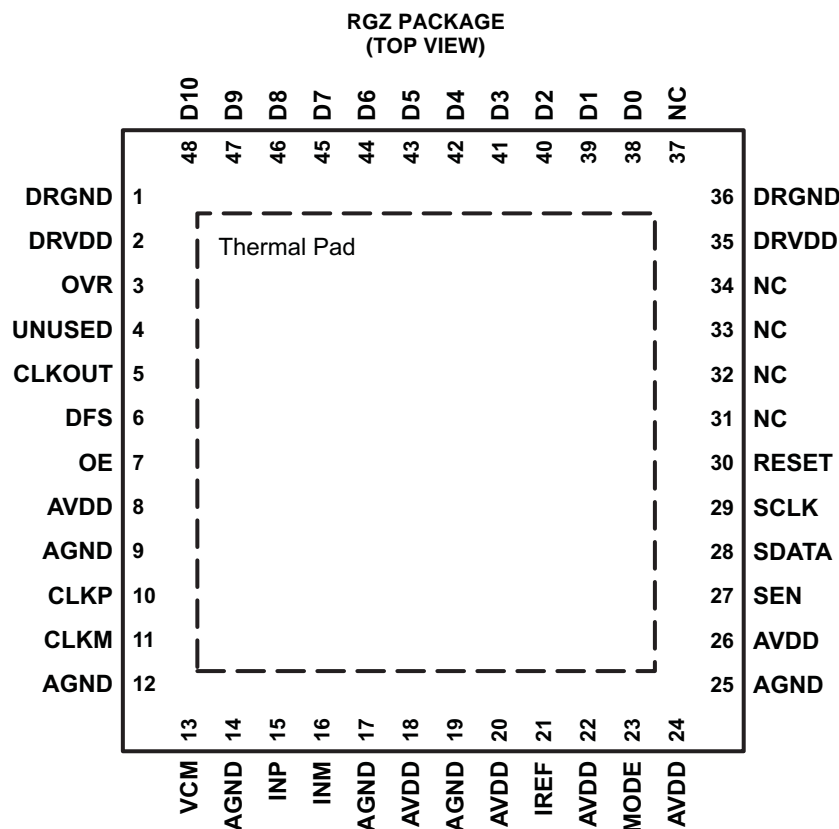 RGZ PACKAGE
(TOP VIEW)
D10 D9 D8 D7 D6 D5 D4 D3 D2 D1 D0 NC
48 47 46 45 44 43 42 41 40 39 38 37
DRGND 1 36 DRGND
DRVDD 2 35 DRVDD
Thermal Pad
OVR 3 34 NC
UNUSED 4 33 NC
CLKOUT 5 32 NC
DFS 6 31 NC
OE 7 30 RESET
AVDD 8 29 SCLK
AGND 9 28 SDATA
CLKP 10 27 SEN
CLKM 11 26 AVDD
AGND 12 25 AGND
13 14 15 16 17 18 19 20 21 22 23 24
VCM AGND INP INM AGND AVDD AGND AVDD IREF AVDD MODE AVDD